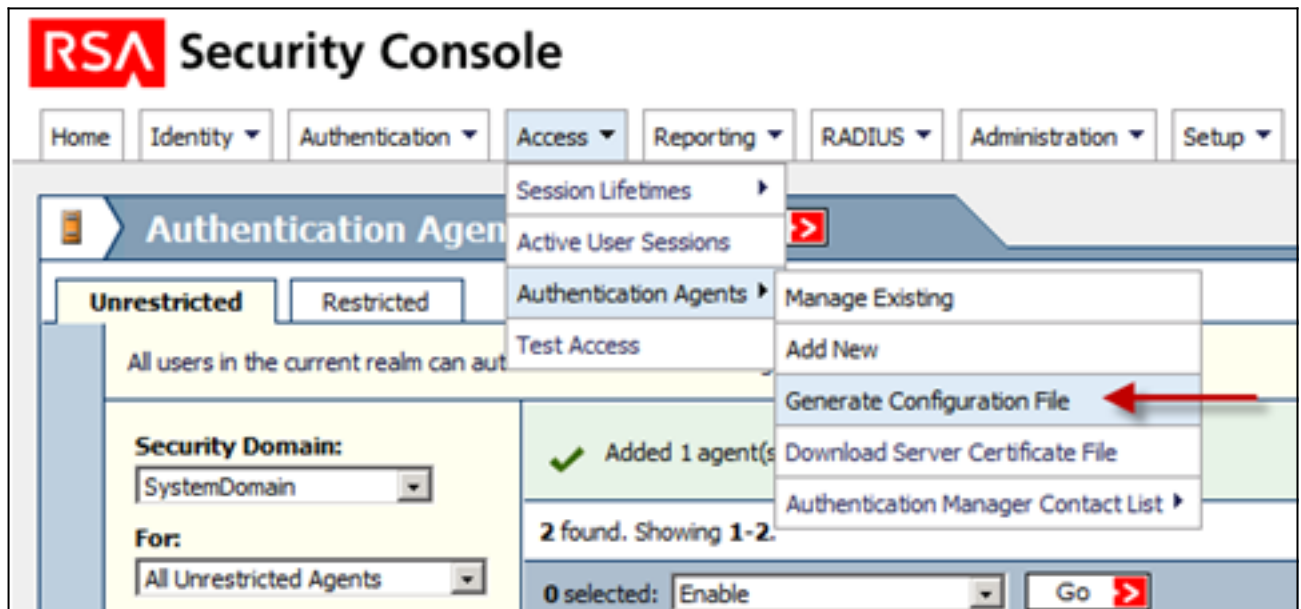 RSA Security Console
Home Identity Authentication Access Reporting RADIUS Administration Setup
Session Lifetimes
Authentication Agen
Active User Sessions
Unrestricted Restricted
Authentication Agents
Manage Existing
Test Access
Add New
All users in the current realm can aut
Generate Configuration File
Security Domain:
Added 1 agent(s
Download Server Certificate File
SystemDomain
Authentication Manager Contact List
For:
2 found. Showing 1-2.
All Unrestricted Agents
0 selected: Enable Go